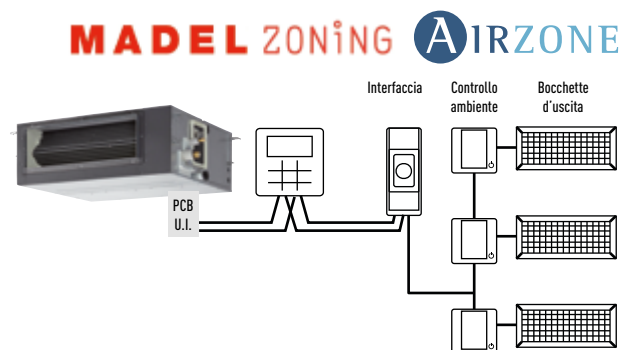 MADEL ZONiNG AIRZONE
Interfaccia
Controllo
ambiente
Bocchette
d'uscita
PCB
U.I.